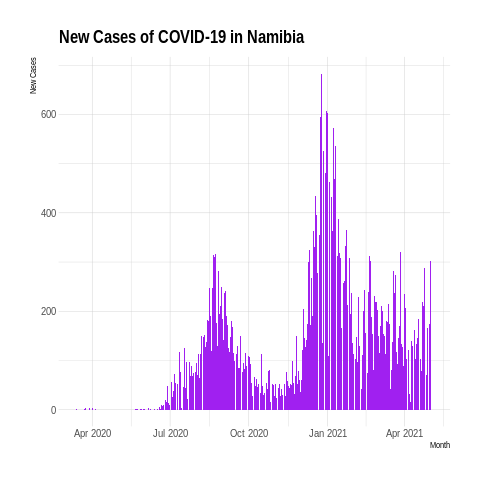 New Cases of COVID-19 in Namibia
New Cases
600
400
200
0
Apr 2020 Jul 2020 Oct 2020 Jan 2021 Apr 2021
Month